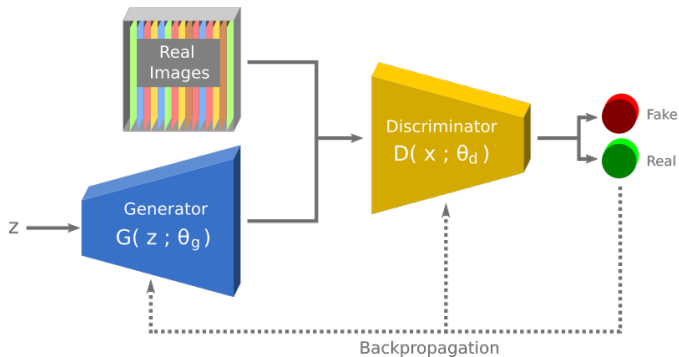 Real
Images
Discriminator
D( x ; θd )
Fake
Real
Generator
G( z ; θg )
z
Backpropagation